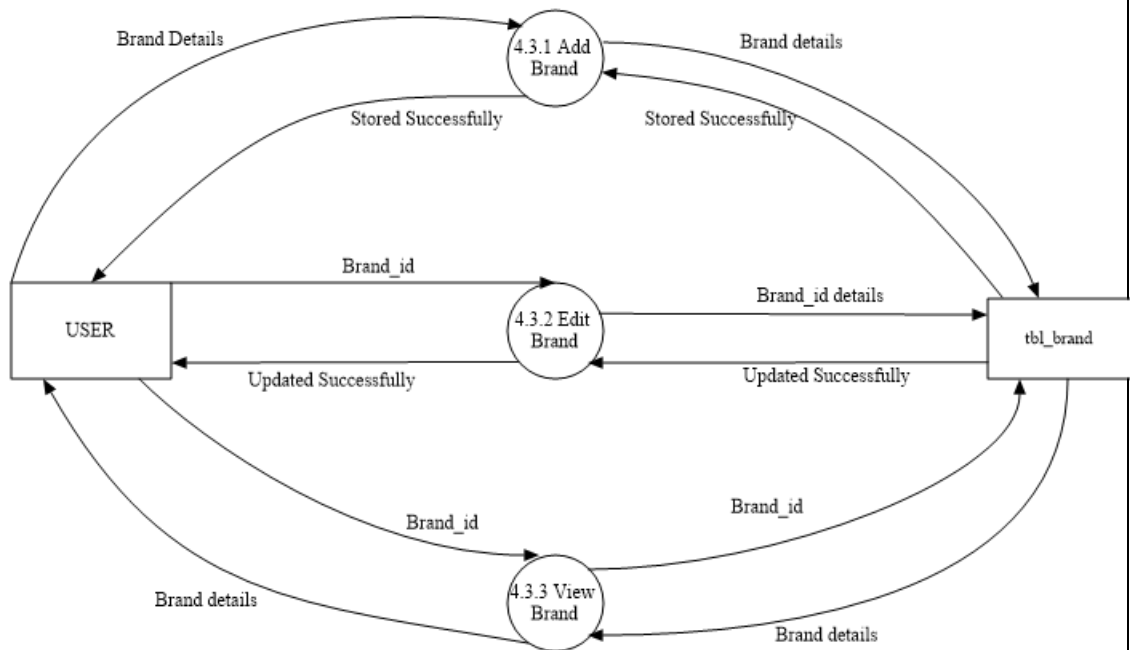 Brand Details
4.3.1 Add
Brand
Brand details
Stored Successfully
Stored Successfully
Brand_id
USER
4.3.2 Edit
Brand
Brand_id details
tbl_brand
Updated Successfully
Updated Successfully
Brand_id
Brand_id
4.3.3 View
Brand
Brand details
Brand details